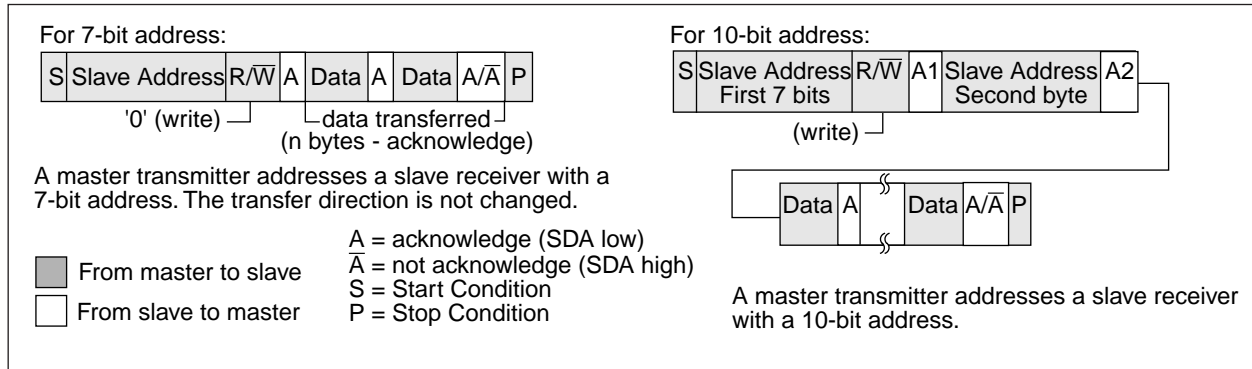 For 7-bit address:
S Slave Address R/W̅ A Data A Data A/A̅ P
'0' (write)
data transferred
(n bytes - acknowledge)
A master transmitter addresses a slave receiver with a
7-bit address. The transfer direction is not changed.
From master to slave
From slave to master
A = acknowledge (SDA low)
A̅ = not acknowledge (SDA high)
S = Start Condition
P = Stop Condition
For 10-bit address:
S Slave Address First 7 bits R/W̅ A1 Slave Address Second byte A2
(write)
Data A Data A/A̅ P
A master transmitter addresses a slave receiver
with a 10-bit address.